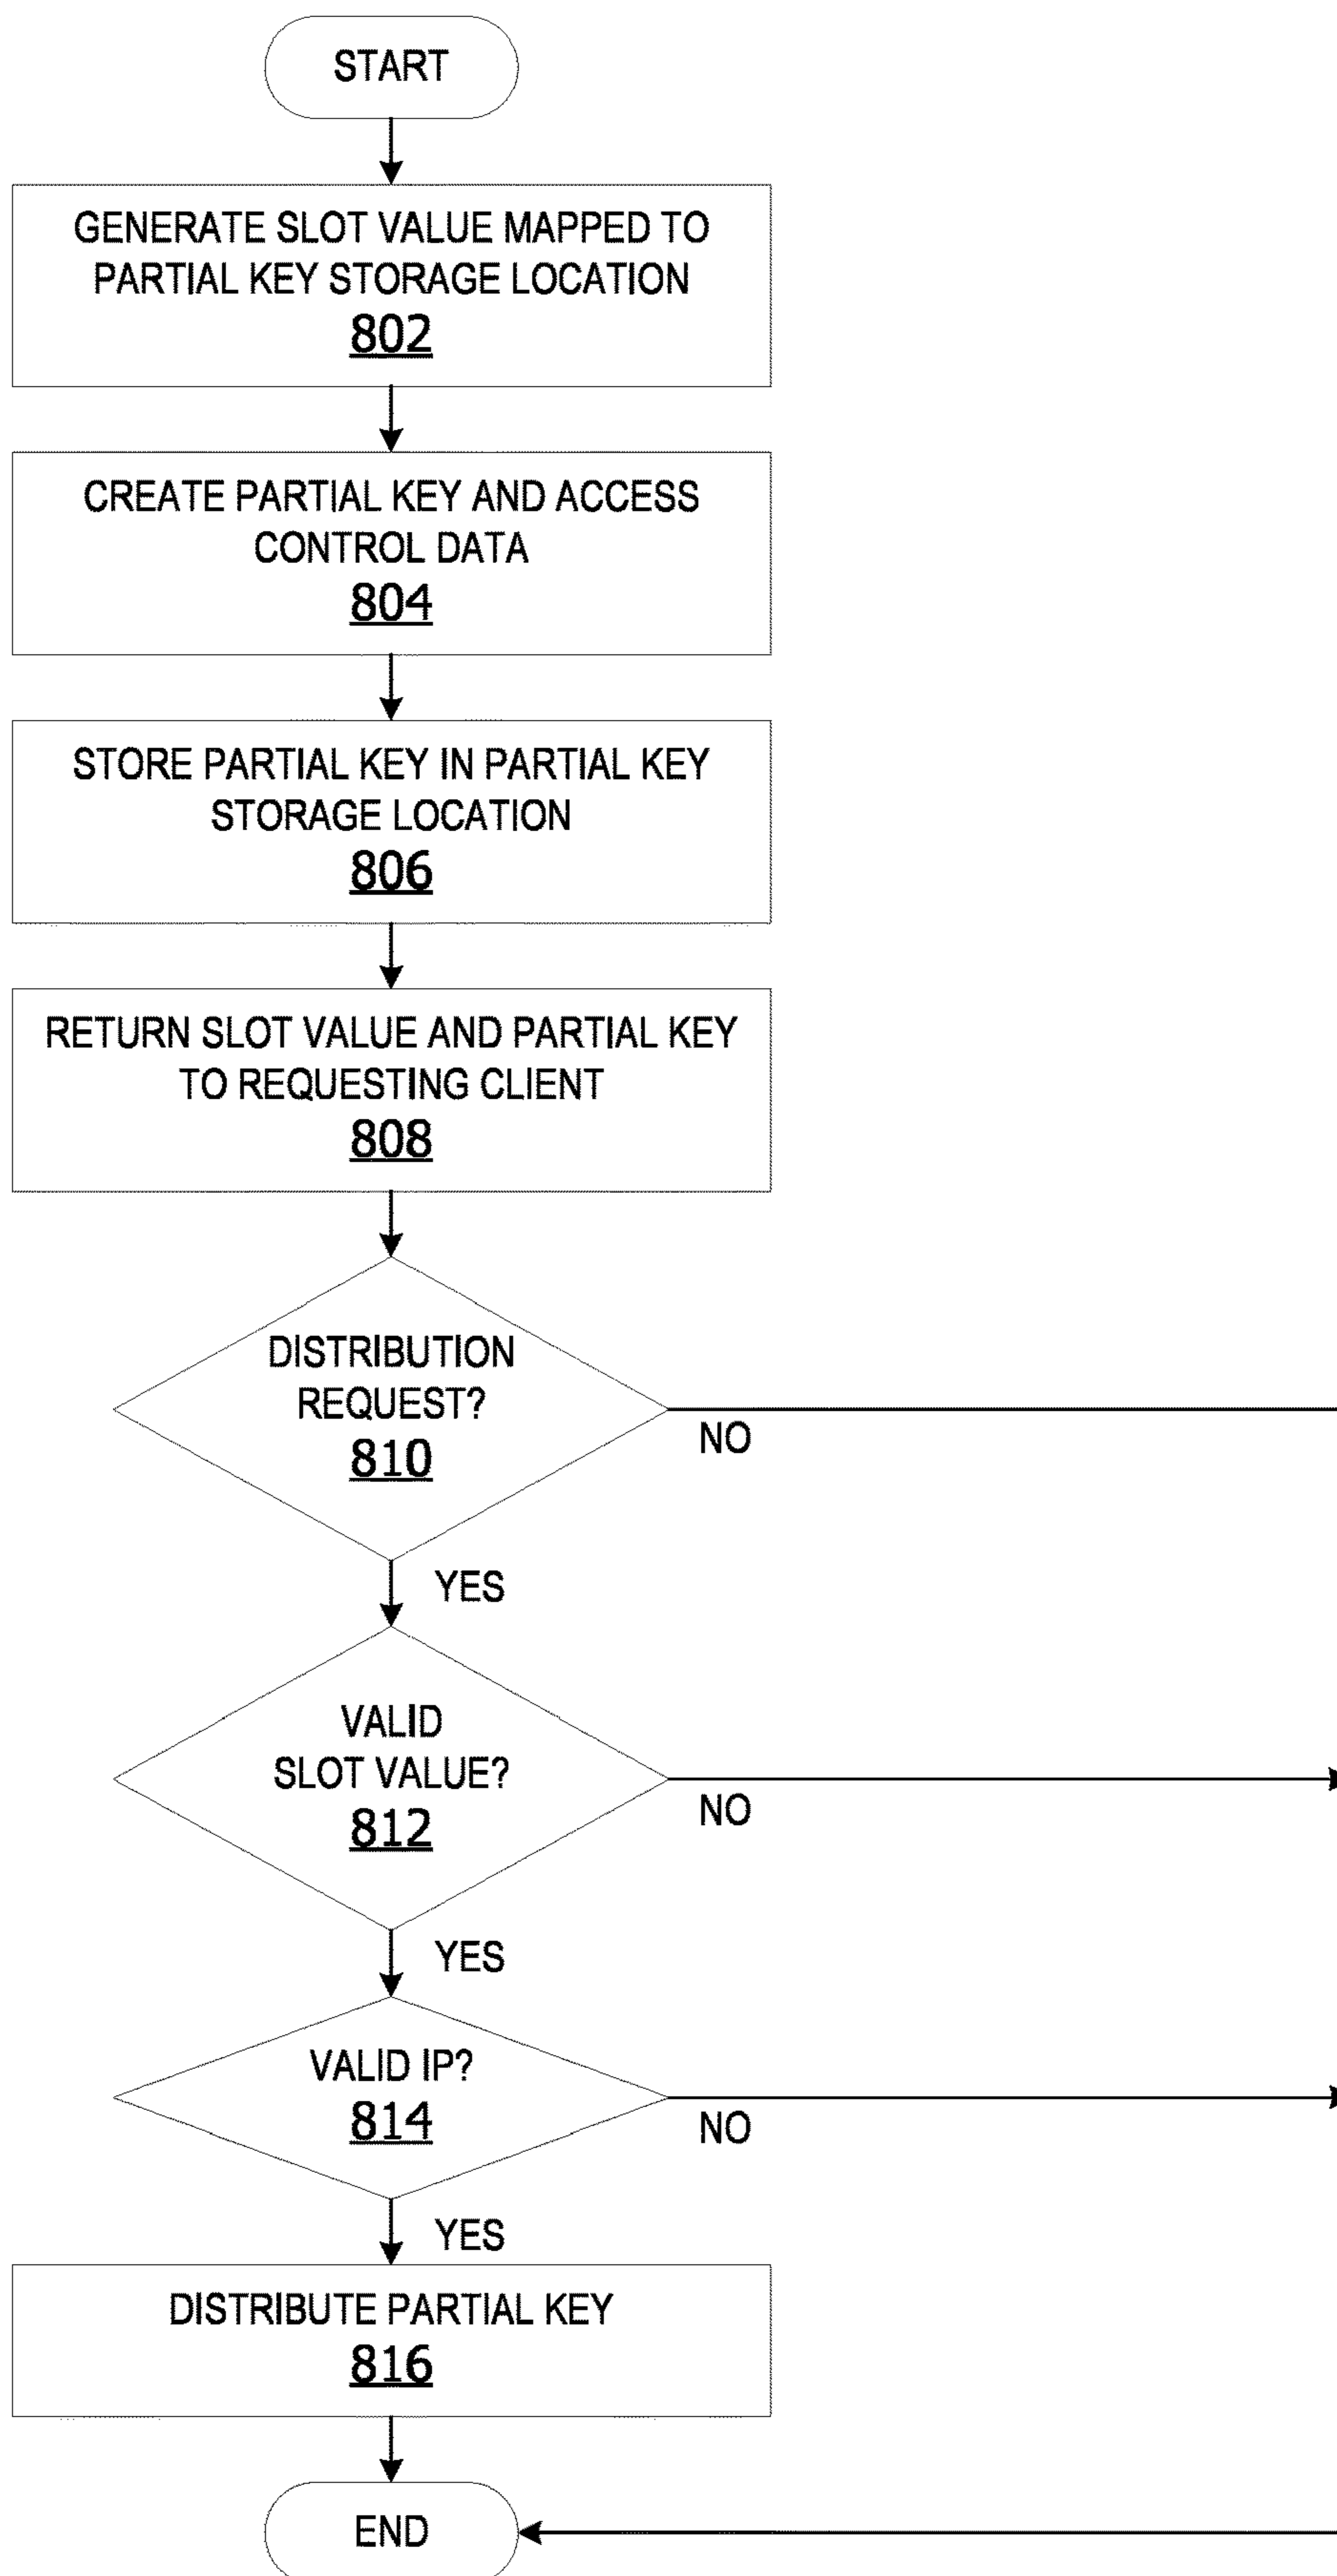 START
GENERATE SLOT VALUE MAPPED TO
PARTIAL KEY STORAGE LOCATION
802
CREATE PARTIAL KEY AND ACCESS
CONTROL DATA
804
STORE PARTIAL KEY IN PARTIAL KEY
STORAGE LOCATION
806
RETURN SLOT VALUE AND PARTIAL KEY
TO REQUESTING CLIENT
808
DISTRIBUTION
REQUEST?
810
NO
YES
VALID
SLOT VALUE?
812
NO
YES
VALID IP?
814
NO
YES
DISTRIBUTE PARTIAL KEY
816
END